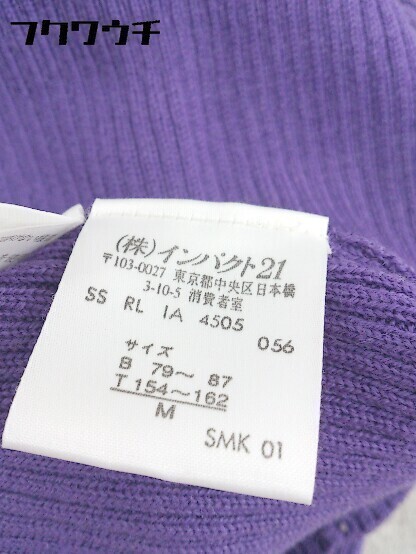 フクワウチ
(株)インパクト21
〒103-0027 東京都中央区日本橋
3-10-5 消費者室
SS RL IA 4505
056
サイズ
B 79～ 87
T 154～162
M
SMK 01